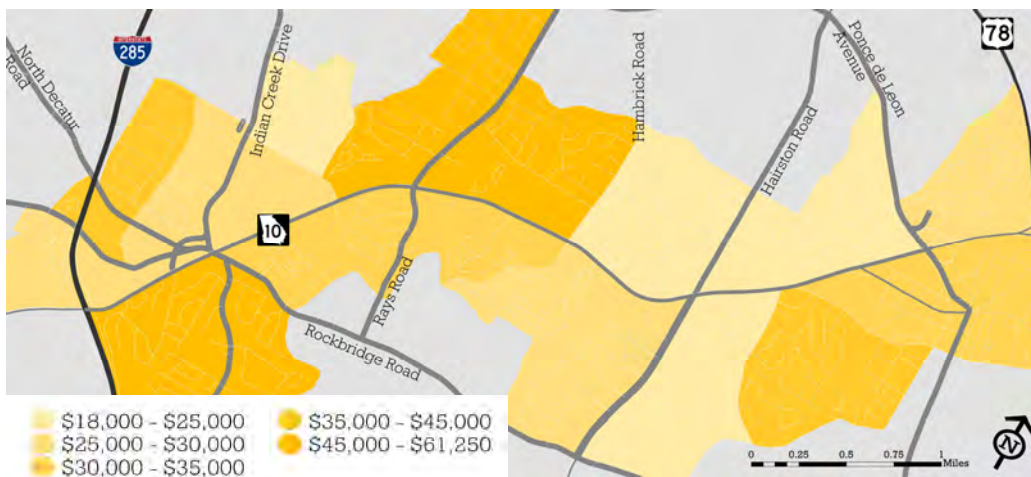 INTERSTATE
285
North Decatur
Road
Indian Creek Drive
Hambrick Road
Ponce de Leon
Avenue
78
Hairston Road
10
Rays Road
Rockbridge Road
$18,000 - $25,000
$25,000 - $30,000
$30,000 - $35,000
$35,000 - $45,000
$45,000 - $61,250
0 0.25 0.5 0.75 1
Miles
N